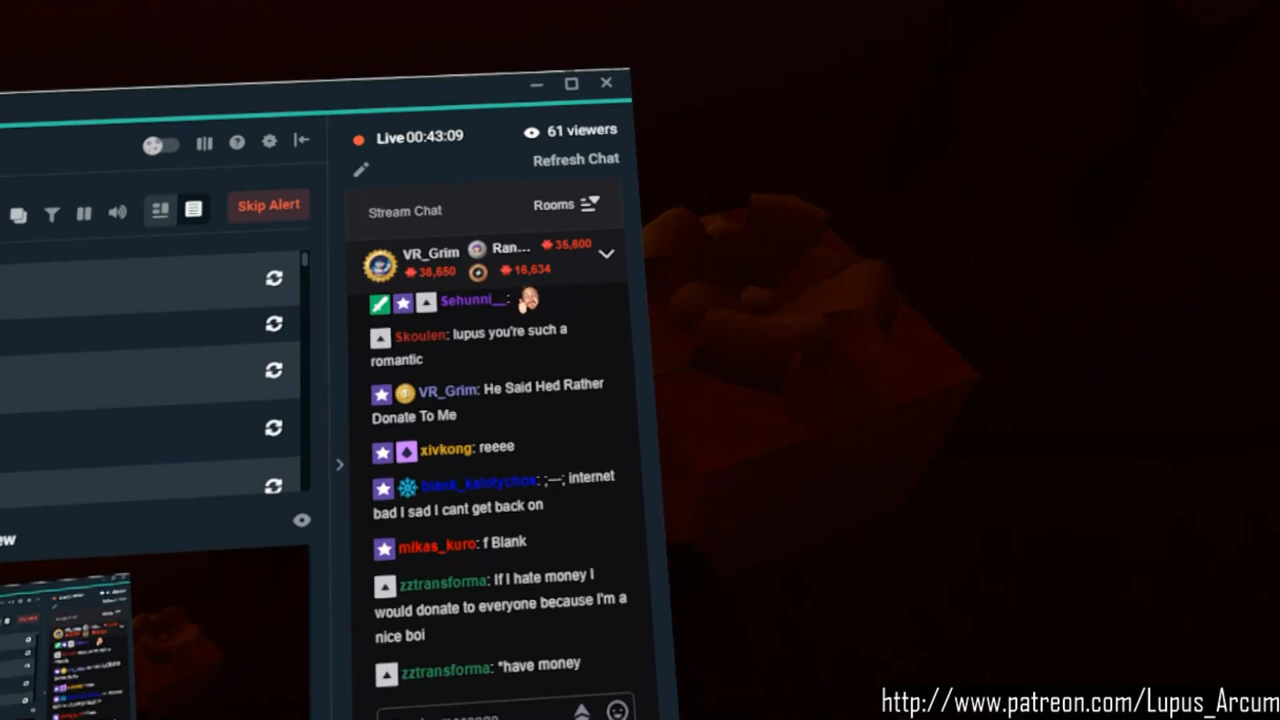 Live 00:43:09
61 viewers
Refresh Chat
Skip Alert
Stream Chat
Rooms
VR_Grim
Ran...
35,600
38,650
16,634
Sehunni__:
Skoulen: lupus you're such a
romantic
VR_Grim: He Said Hed Rather
Donate To Me
xivkong: reeee
blank_kalotychos: ;---; internet
bad I sad I cant get back on
mikas_kuro: f Blank
zztransforma: If I hate money I
would donate to everyone because I'm a
nice boi
zztransforma: *have money
http://www.patreon.com/Lupus_Arcum